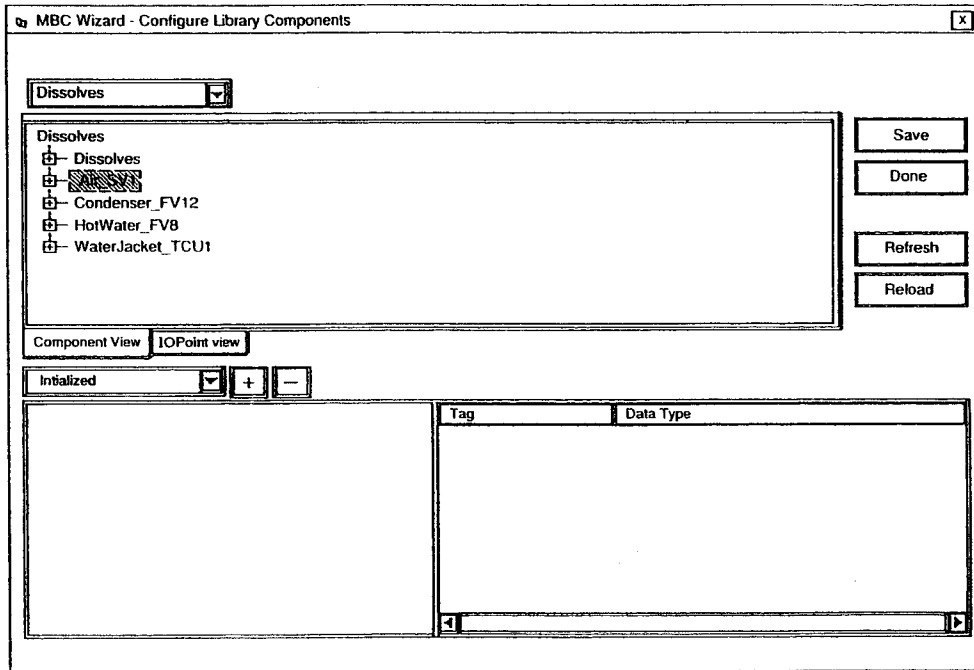 MBC Wizard - Configure Library Components
X
Dissolves
Dissolves
Dissolves
Air_SV1
Condenser_FV12
HotWater_FV8
WaterJacket_TCU1
Save
Done
Refresh
Reload
Component View
IOPoint view
Intialized
+
−
Tag
Data Type